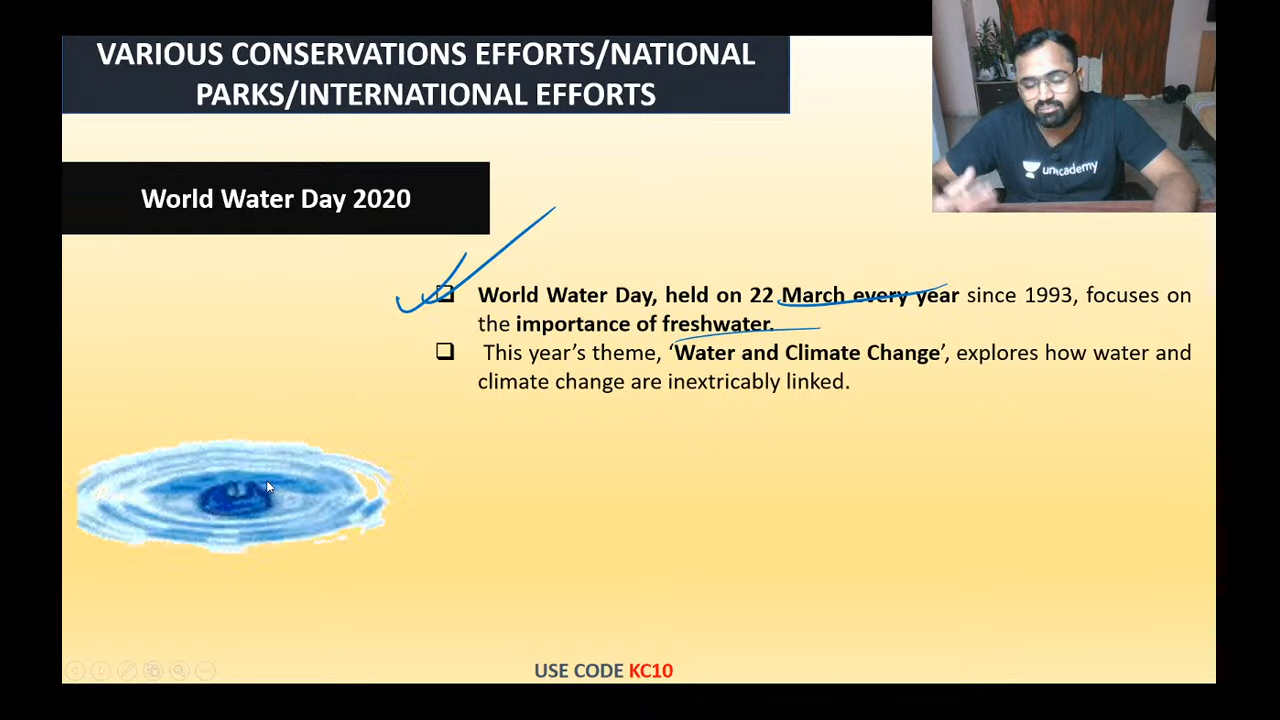 VARIOUS CONSERVATIONS EFFORTS/NATIONAL
PARKS/INTERNATIONAL EFFORTS
unacademy
World Water Day 2020
World Water Day, held on 22 March every year since 1993, focuses on
the importance of freshwater.
This year’s theme, ‘Water and Climate Change’, explores how water and
climate change are inextricably linked.
USE CODE KC10